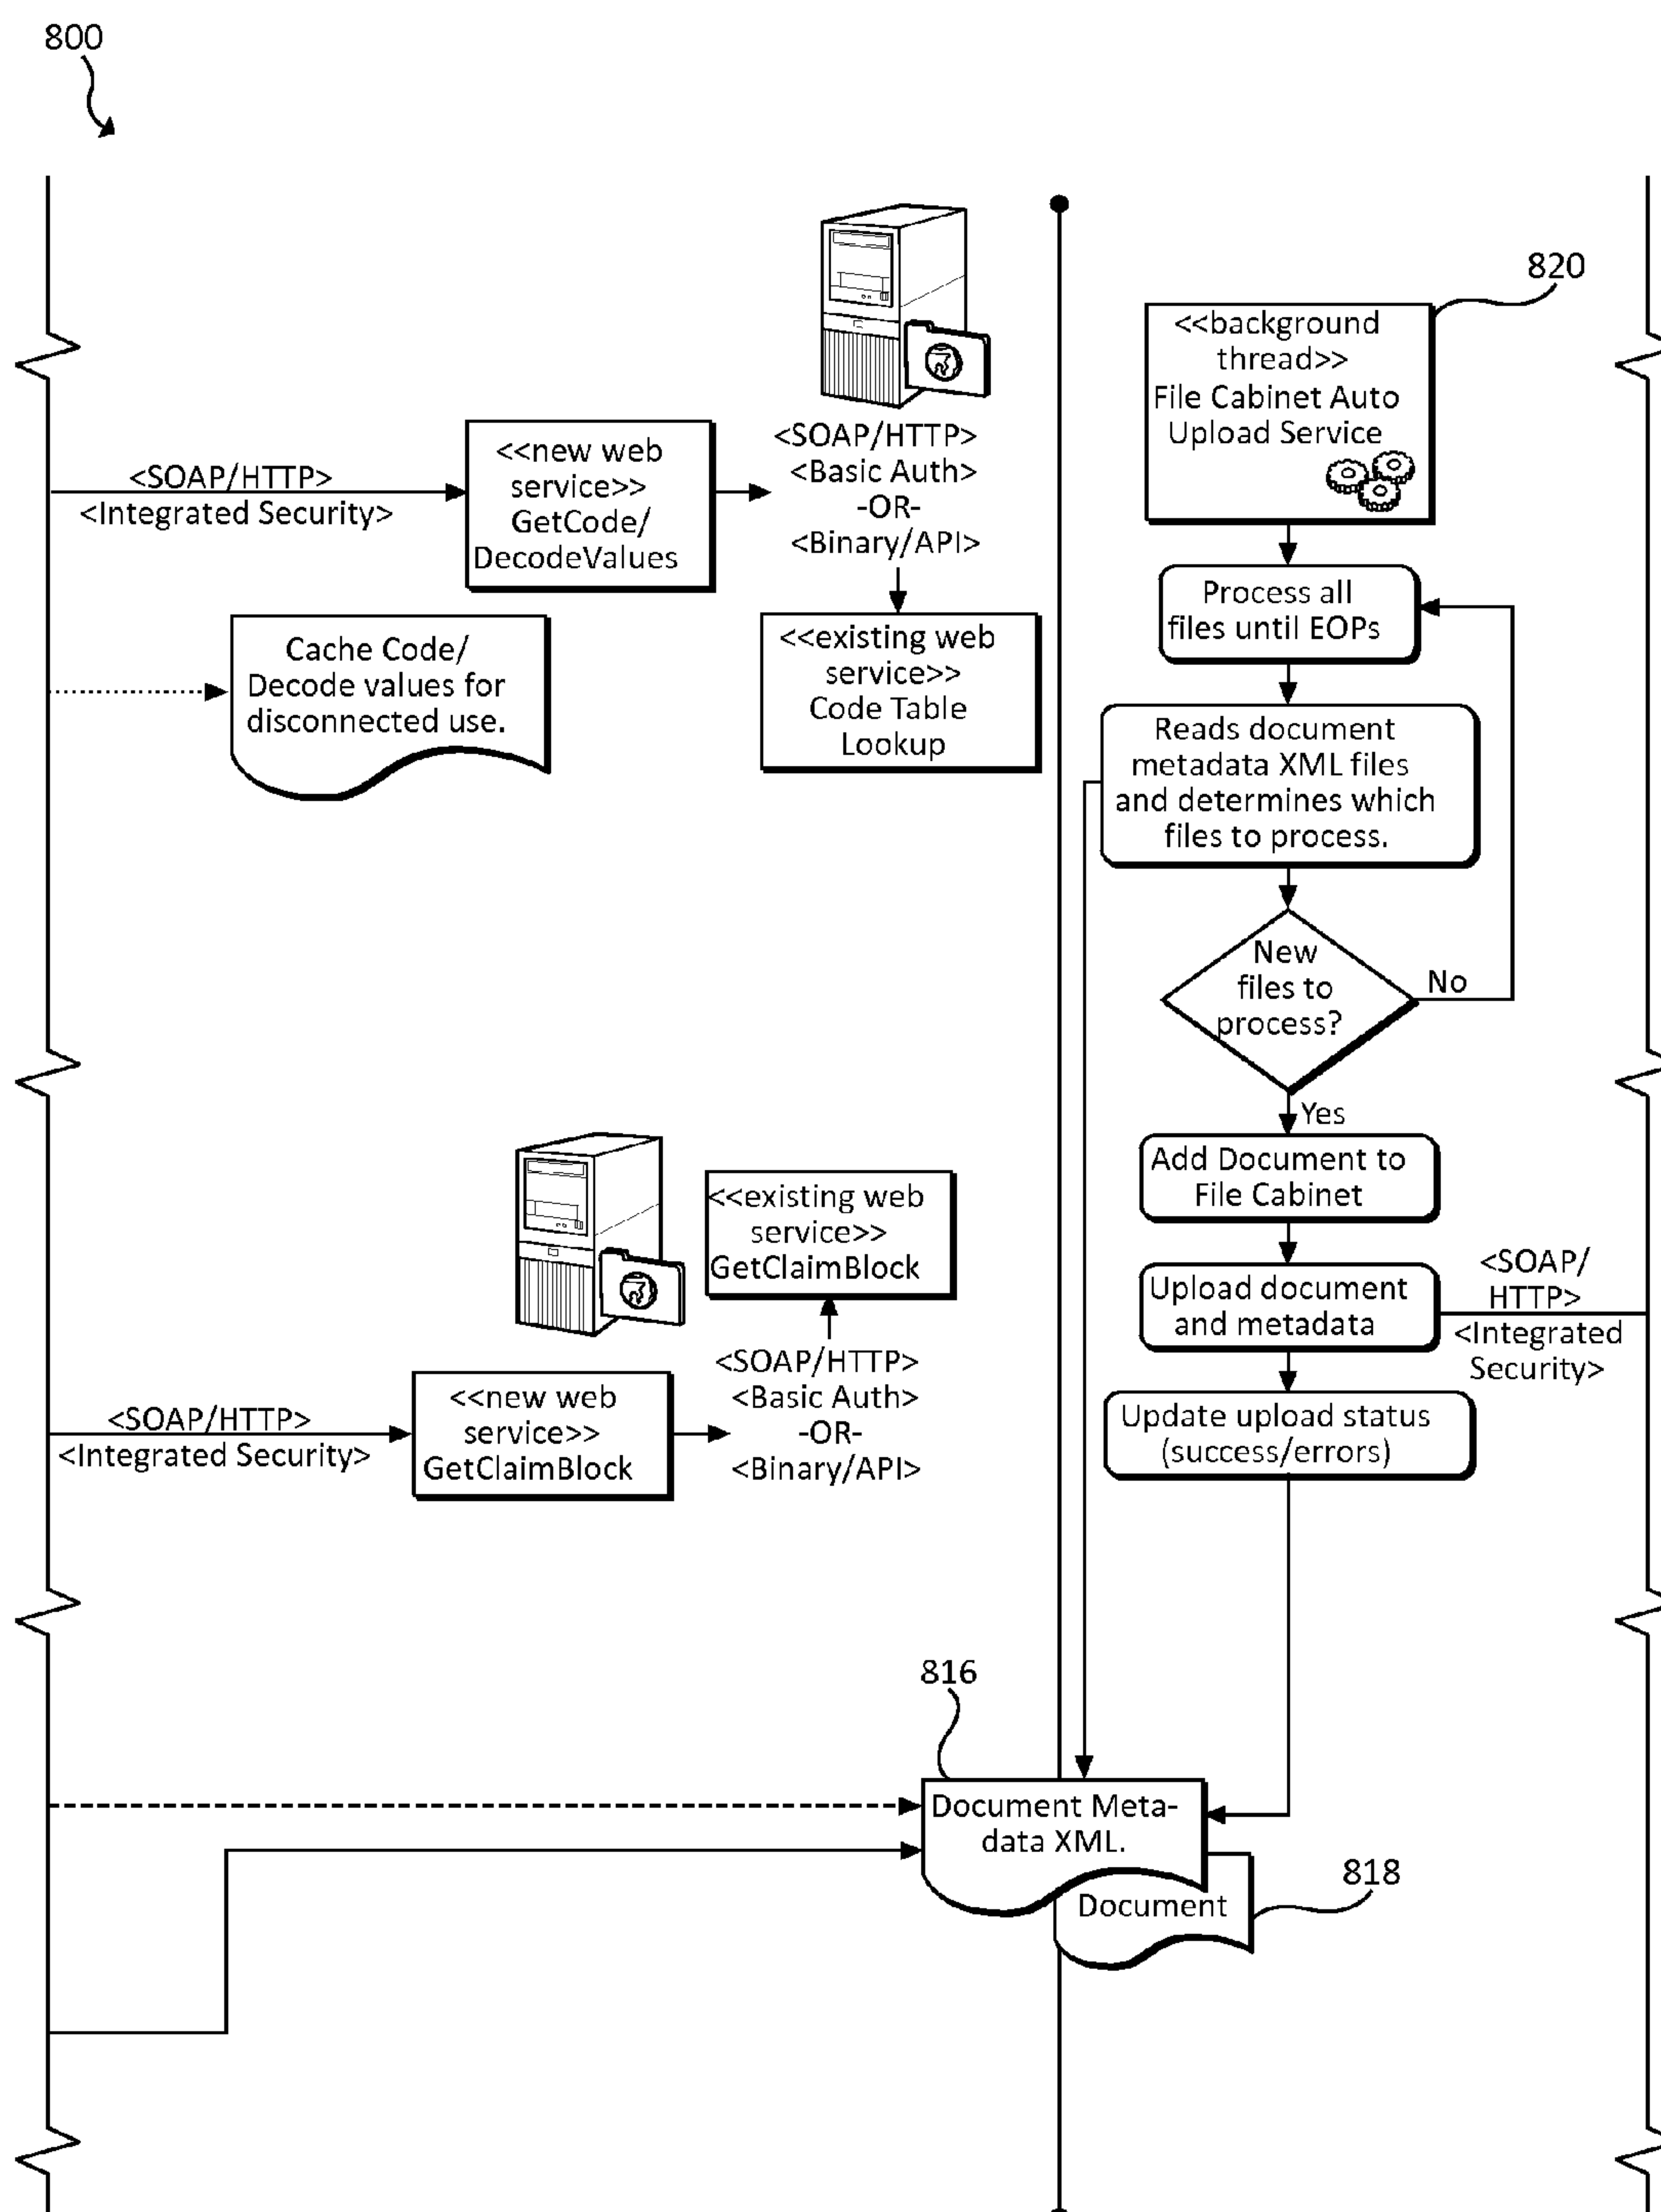 800
<SOAP/HTTP>
<Integrated Security>
<<new web
service>>
GetCode/
DecodeValues
<SOAP/HTTP>
<Basic Auth>
-OR-
<Binary/API>
Cache Code/
Decode values for
disconnected use.
<<existing web
service>>
Code Table
Lookup
820
<<background
thread>>
File Cabinet Auto
Upload Service
Process all
files until EOPs
Reads document
metadata XML files
and determines which
files to process.
New
files to
process?
No
Yes
Add Document to
File Cabinet
Upload document
and metadata
<SOAP/
HTTP>
<Integrated
Security>
Update upload status
(success/errors)
<<existing web
service>>
GetClaimBlock
<SOAP/HTTP>
<Integrated Security>
<<new web
service>>
GetClaimBlock
<SOAP/HTTP>
<Basic Auth>
-OR-
<Binary/API>
816
Document Meta-
data XML.
Document
818